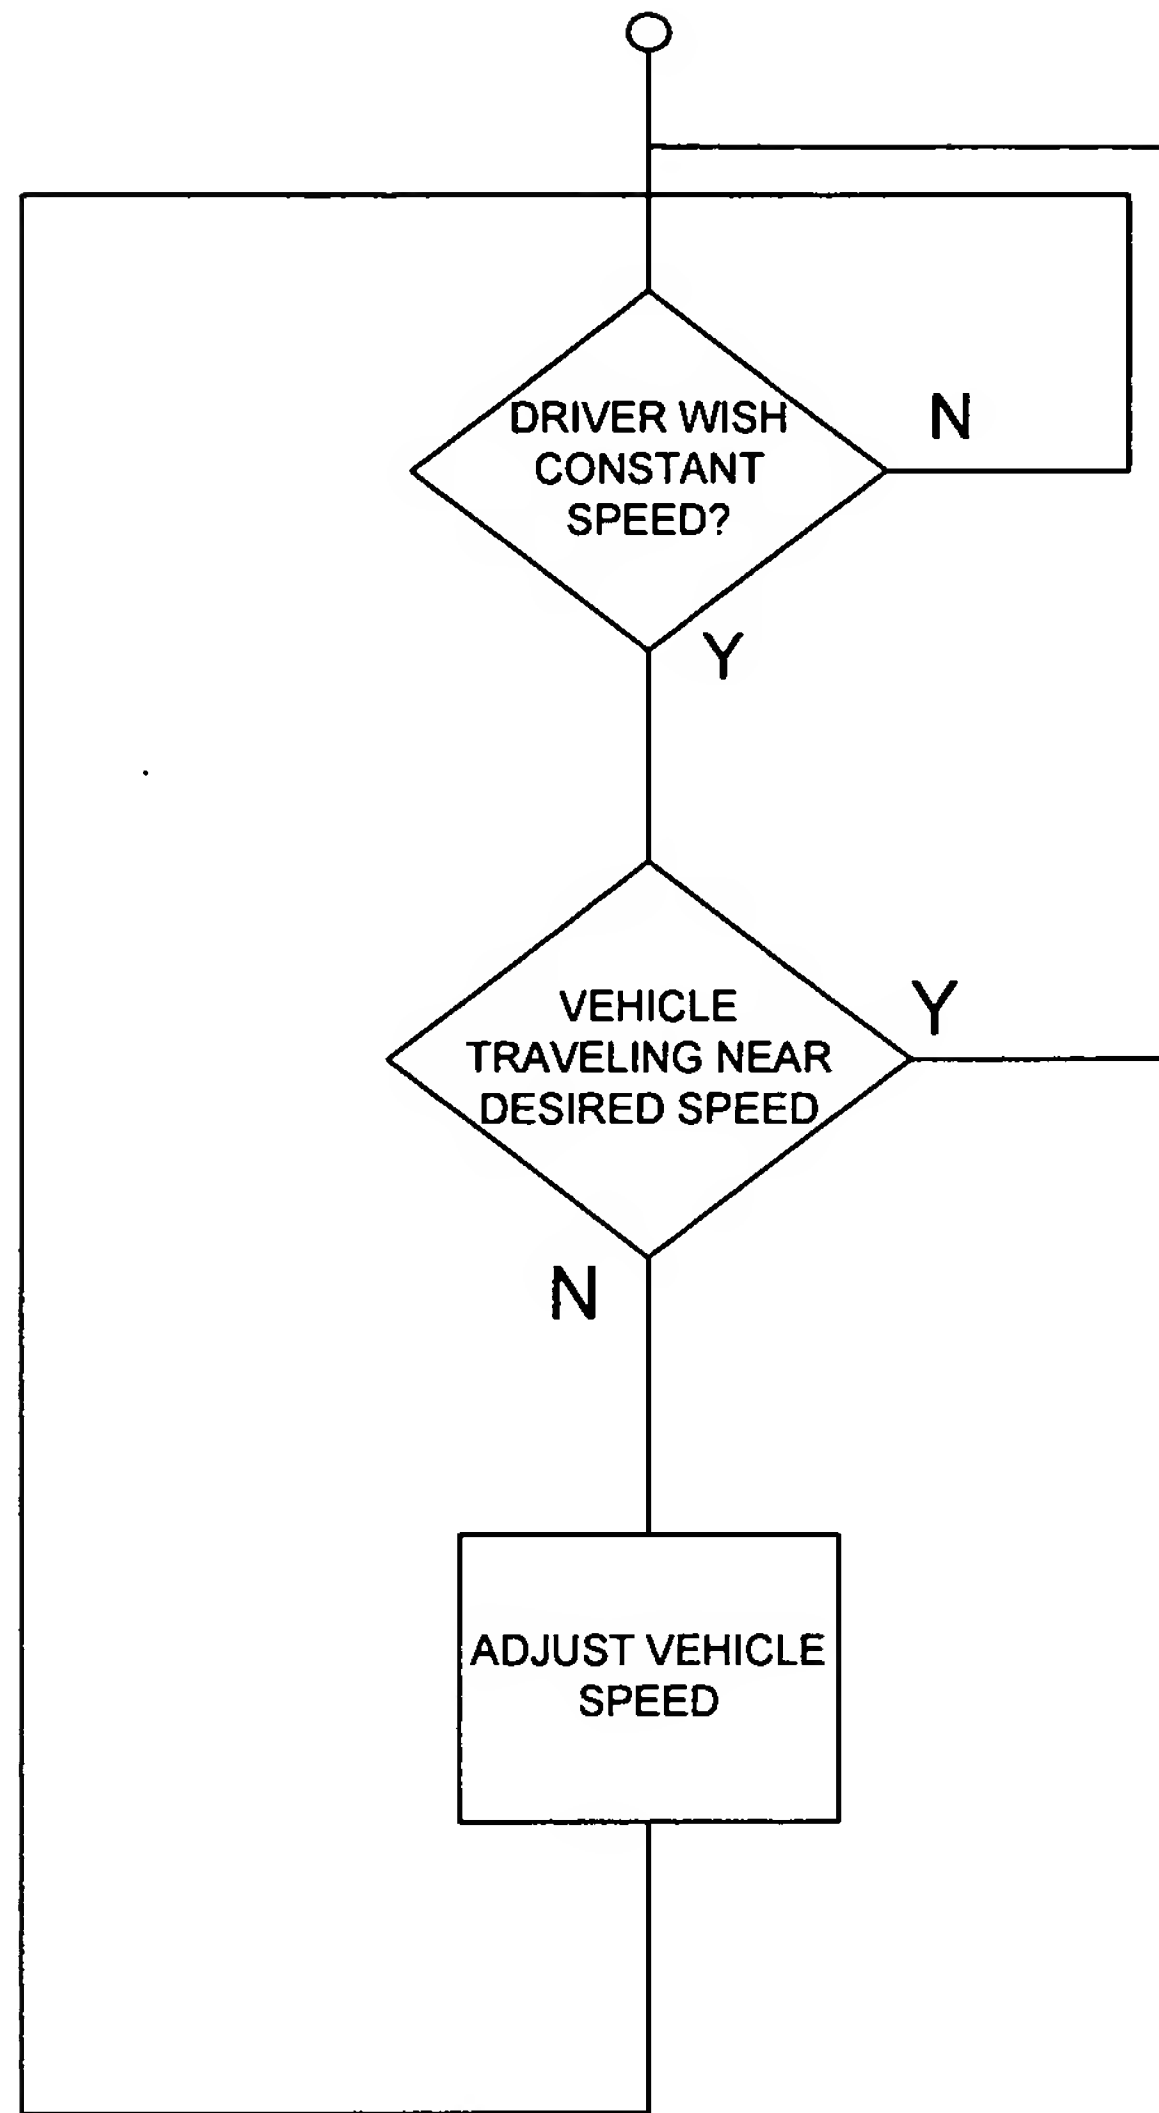 DRIVER WISH
CONSTANT
SPEED?
N
Y
VEHICLE
TRAVELING NEAR
DESIRED SPEED
Y
N
ADJUST VEHICLE
SPEED